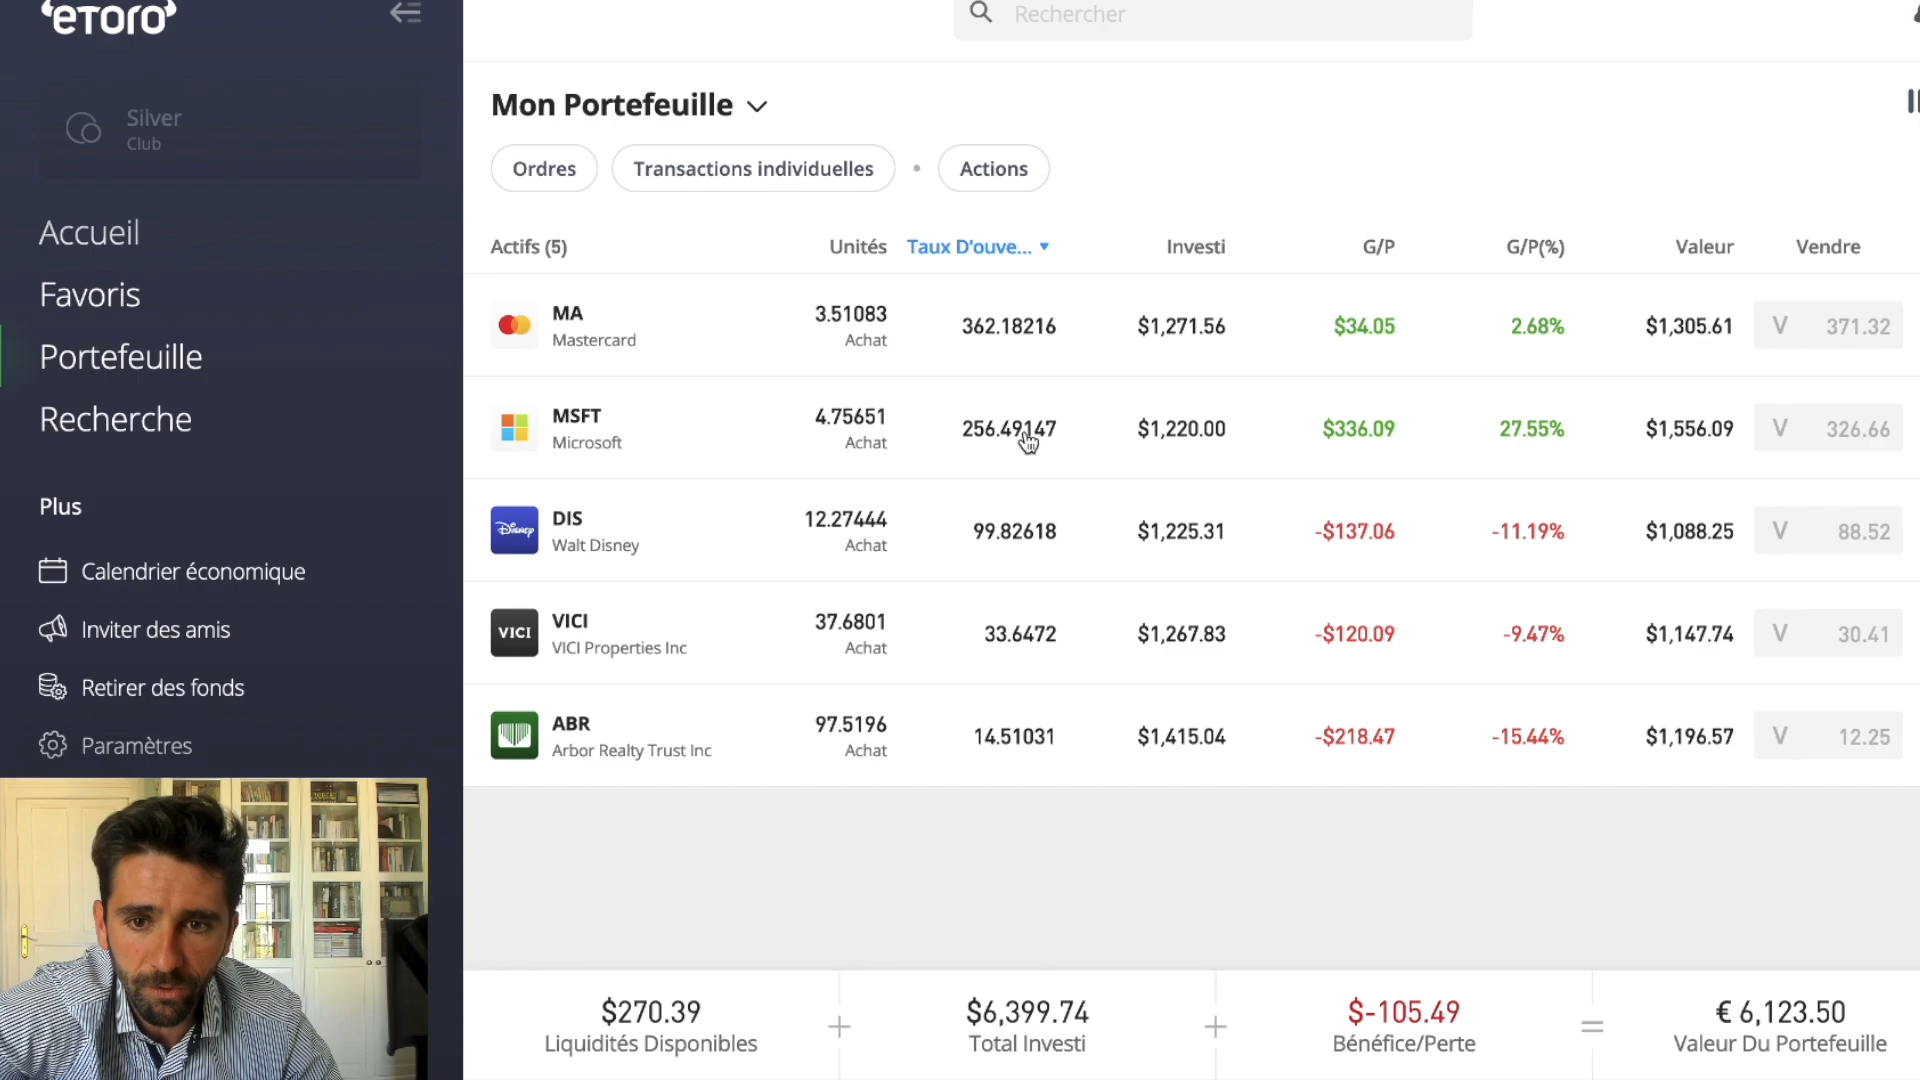 eToro
Rechercher
Silver
Club
Accueil
Favoris
Portefeuille
Recherche
Plus
Calendrier économique
Inviter des amis
Retirer des fonds
Paramètres
Mon Portefeuille
Ordres
Transactions individuelles
Actions
Actifs (5) Unités Taux D'ouve... Investi G/P G/P(%) Valeur Vendre
MA 3.51083
Mastercard Achat 362.18216 $1,271.56 $34.05 2.68% $1,305.61 V 371.32
MSFT 4.75651
Microsoft Achat 256.49147 $1,220.00 $336.09 27.55% $1,556.09 V 326.66
Disney
DIS 12.27444
Walt Disney Achat 99.82618 $1,225.31 -$137.06 -11.19% $1,088.25 V 88.52
VICI
VICI 37.6801
VICI Properties Inc Achat 33.6472 $1,267.83 -$120.09 -9.47% $1,147.74 V 30.41
ABR 97.5196
Arbor Realty Trust Inc Achat 14.51031 $1,415.04 -$218.47 -15.44% $1,196.57 V 12.25
$270.39 + $6,399.74 + $-105.49 = € 6,123.50
Liquidités Disponibles Total Investi Bénéfice/Perte Valeur Du Portefeuille